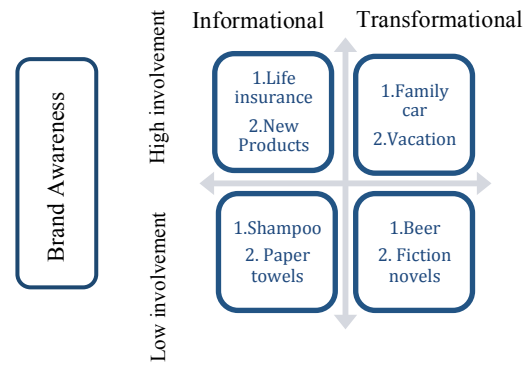 Informational
Transformational
Brand Awareness
High involvement
1.Life
insurance
2.New
Products
1.Family
car
2.Vacation
Low involvement
1.Shampoo
2. Paper
towels
1.Beer
2. Fiction
novels